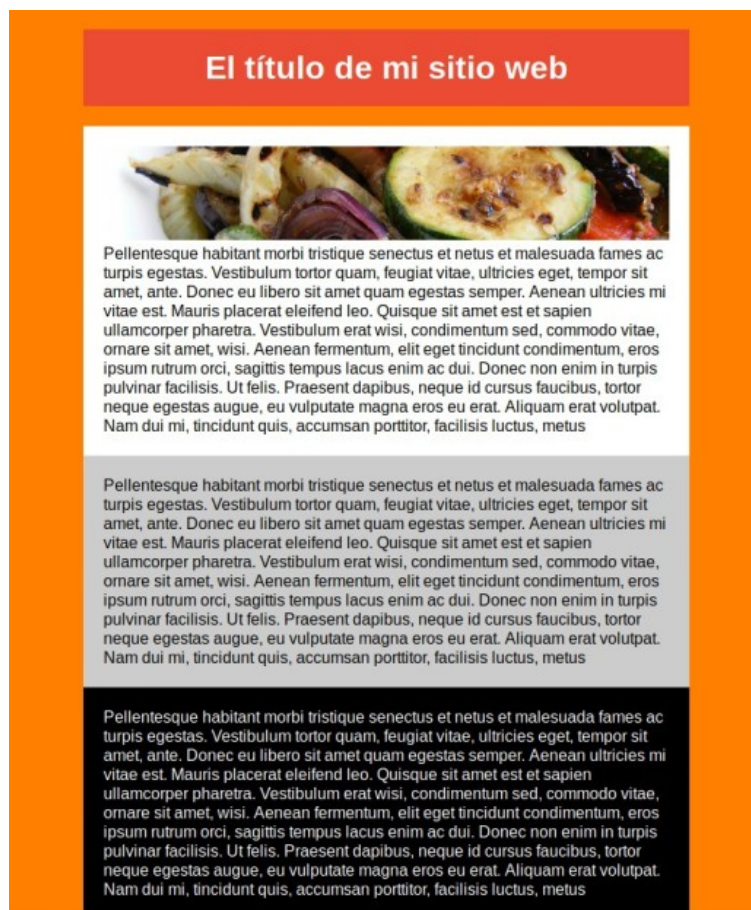 El título de mi sitio web
Pellentesque habitant morbi tristique senectus et netus et malesuada fames ac
turpis egestas. Vestibulum tortor quam, feugiat vitae, ultricies eget, tempor sit
amet, ante. Donec eu libero sit amet quam egestas semper. Aenean ultricies mi
vitae est. Mauris placerat eleifend leo. Quisque sit amet est et sapien
ullamcorper pharetra. Vestibulum erat wisi, condimentum sed, commodo vitae,
ornare sit amet, wisi. Aenean fermentum, elit eget tincidunt condimentum, eros
ipsum rutrum orci, sagittis tempus lacus enim ac dui. Donec non enim in turpis
pulvinar facilisis. Ut felis. Praesent dapibus, neque id cursus faucibus, tortor
neque egestas augue, eu vulputate magna eros eu erat. Aliquam erat volutpat.
Nam dui mi, tincidunt quis, accumsan porttitor, facilisis luctus, metus
Pellentesque habitant morbi tristique senectus et netus et malesuada fames ac
turpis egestas. Vestibulum tortor quam, feugiat vitae, ultricies eget, tempor sit
amet, ante. Donec eu libero sit amet quam egestas semper. Aenean ultricies mi
vitae est. Mauris placerat eleifend leo. Quisque sit amet est et sapien
ullamcorper pharetra. Vestibulum erat wisi, condimentum sed, commodo vitae,
ornare sit amet, wisi. Aenean fermentum, elit eget tincidunt condimentum, eros
ipsum rutrum orci, sagittis tempus lacus enim ac dui. Donec non enim in turpis
pulvinar facilisis. Ut felis. Praesent dapibus, neque id cursus faucibus, tortor
neque egestas augue, eu vulputate magna eros eu erat. Aliquam erat volutpat.
Nam dui mi, tincidunt quis, accumsan porttitor, facilisis luctus, metus
Pellentesque habitant morbi tristique senectus et netus et malesuada fames ac
turpis egestas. Vestibulum tortor quam, feugiat vitae, ultricies eget, tempor sit
amet, ante. Donec eu libero sit amet quam egestas semper. Aenean ultricies mi
vitae est. Mauris placerat eleifend leo. Quisque sit amet est et sapien
ullamcorper pharetra. Vestibulum erat wisi, condimentum sed, commodo vitae,
ornare sit amet, wisi. Aenean fermentum, elit eget tincidunt condimentum, eros
ipsum rutrum orci, sagittis tempus lacus enim ac dui. Donec non enim in turpis
pulvinar facilisis. Ut felis. Praesent dapibus, neque id cursus faucibus, tortor
neque egestas augue, eu vulputate magna eros eu erat. Aliquam erat volutpat.
Nam dui mi, tincidunt quis, accumsan porttitor, facilisis luctus, metus